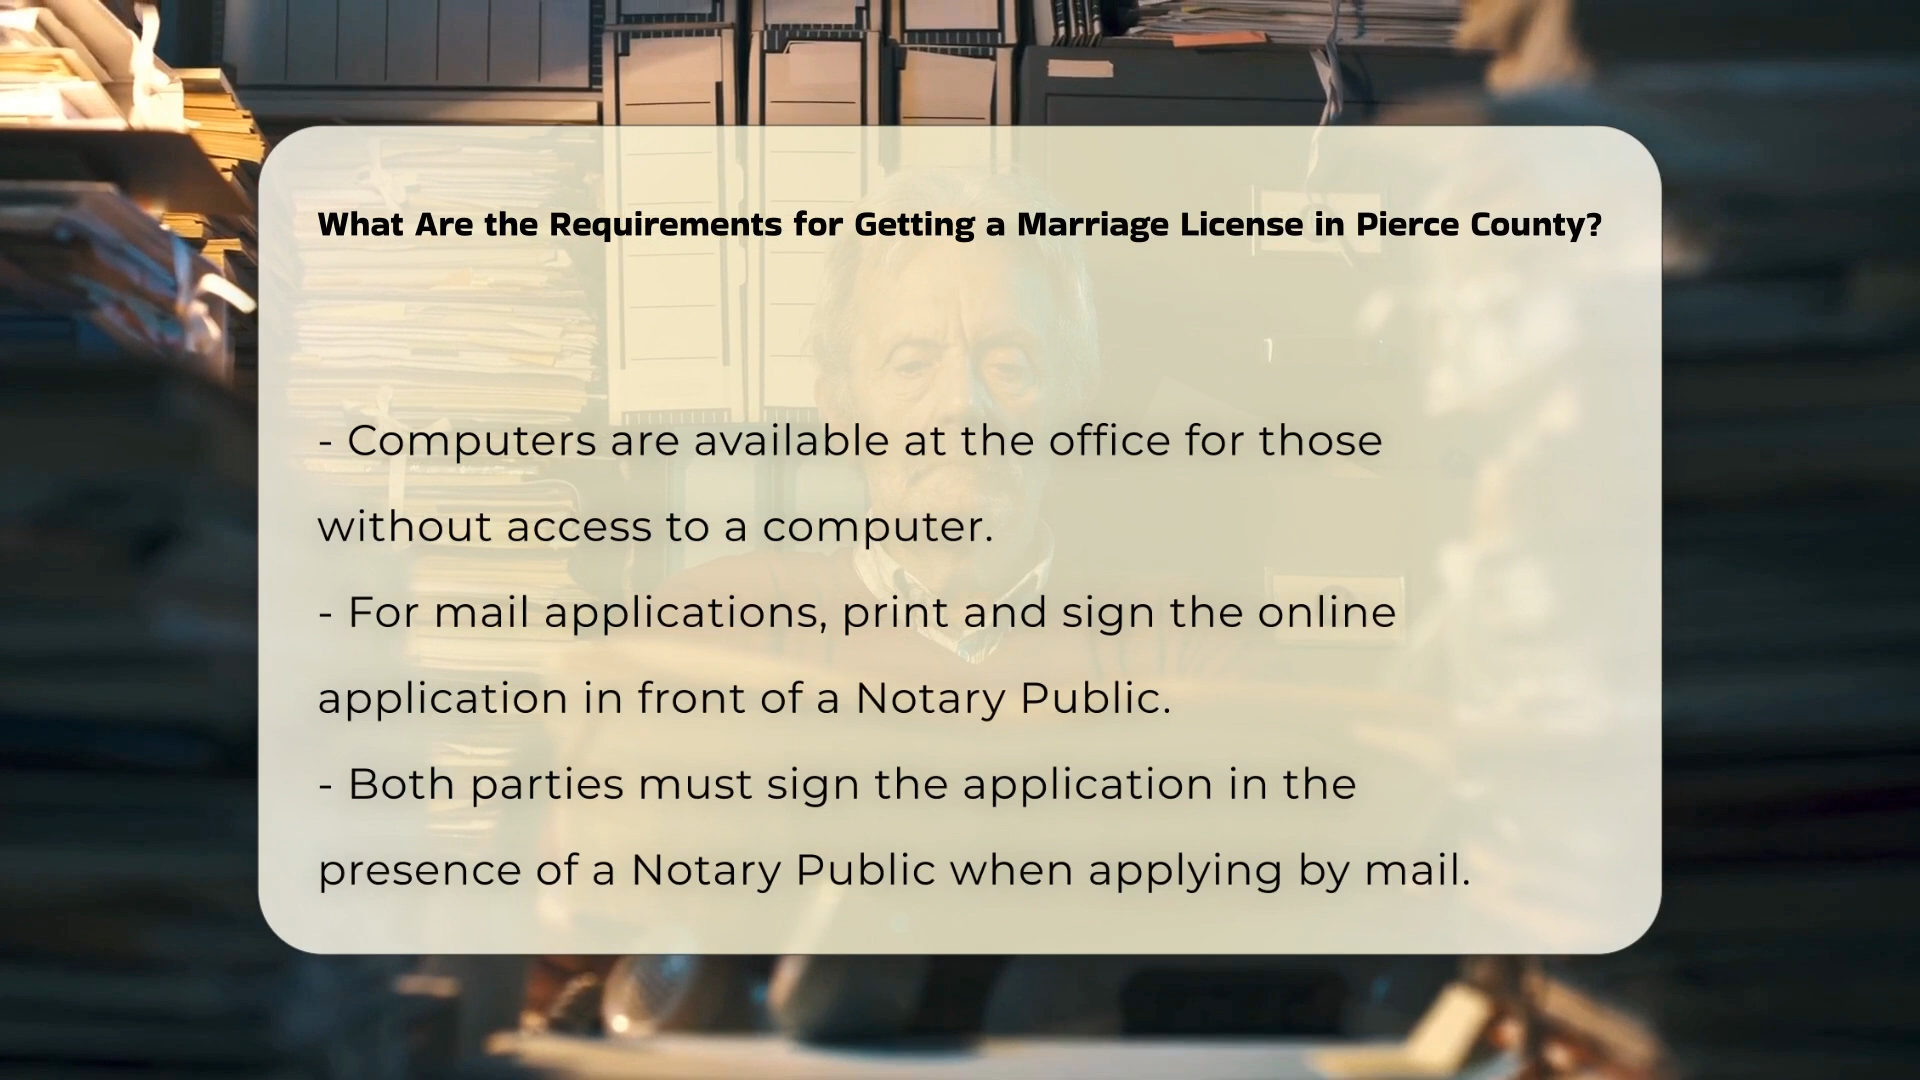 What Are the Requirements for Getting a Marriage License in Pierce County?
- Computers are available at the office for those
without access to a computer.
- For mail applications, print and sign the online
application in front of a Notary Public.
- Both parties must sign the application in the
presence of a Notary Public when applying by mail.